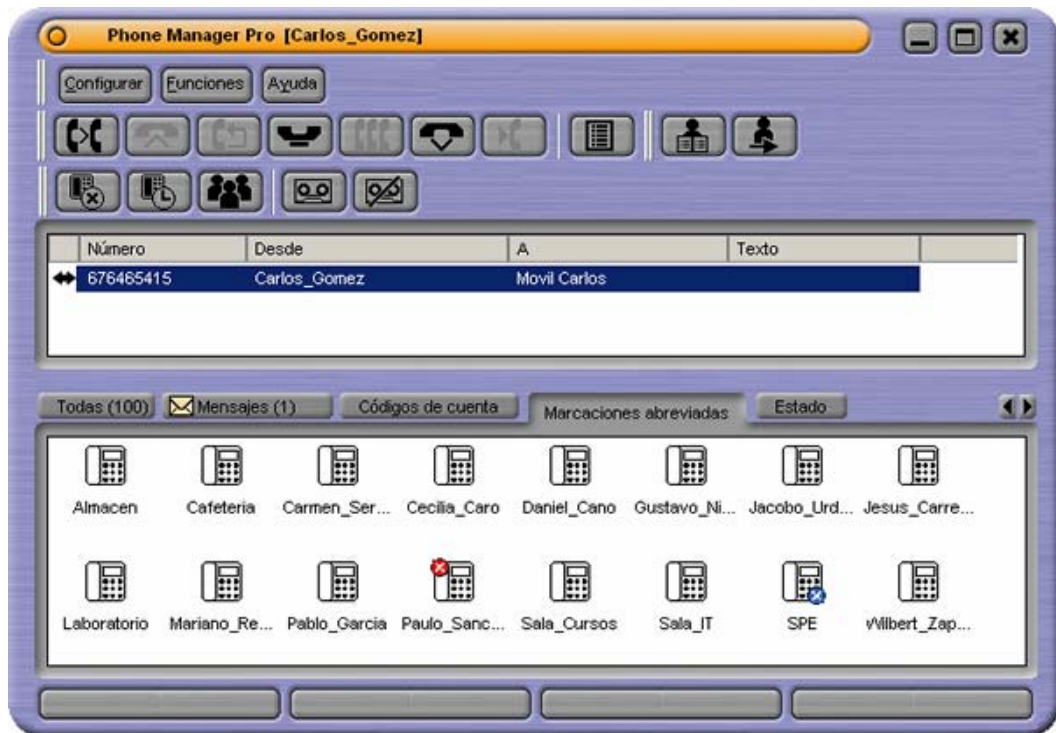 Phone Manager Pro [Carlos_Gomez]
Configurar Funciones Ayuda
Número Desde A Texto
676465415 Carlos_Gomez Movil Carlos
Todas (100) Mensajes (1) Códigos de cuenta Marcaciones abreviadas Estado
Almacen Cafeteria Carmen_Ser... Cecilia_Caro Daniel_Cano Gustavo_Ni... Jacobo_Urd... Jesus_Carre...
Laboratorio Mariano_Re... Pablo_Garcia Paulo_Sanc... Sala_Cursos Sala_IT SPE Wilbert_Zap...